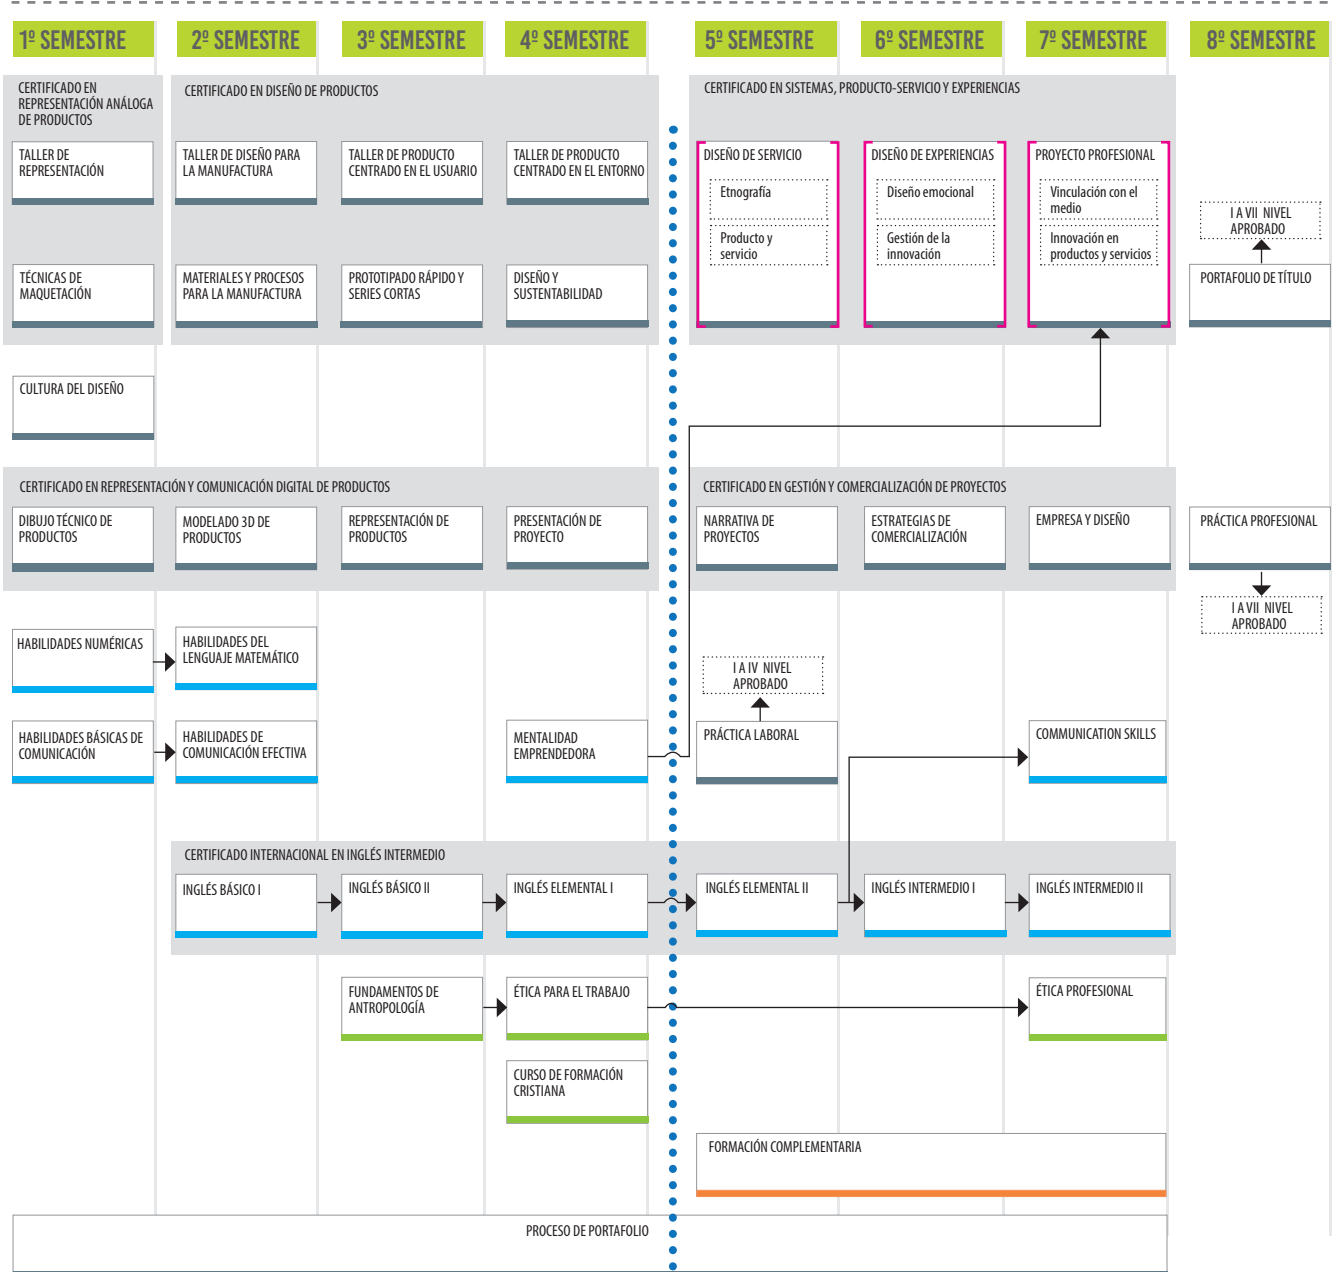 1º SEMESTRE
2º SEMESTRE
3º SEMESTRE
4º SEMESTRE
5º SEMESTRE
6º SEMESTRE
7º SEMESTRE
8º SEMESTRE
CERTIFICADO EN
REPRESENTACIÓN ANÁLOGA
DE PRODUCTOS
CERTIFICADO EN DISEÑO DE PRODUCTOS
CERTIFICADO EN SISTEMAS, PRODUCTO-SERVICIO Y EXPERIENCIAS
TALLER DE
REPRESENTACIÓN
TALLER DE DISEÑO PARA
LA MANUFACTURA
TALLER DE PRODUCTO
CENTRADO EN EL USUARIO
TALLER DE PRODUCTO
CENTRADO EN EL ENTORNO
DISEÑO DE SERVICIO
Etnografía
Producto y
servicio
DISEÑO DE EXPERIENCIAS
Diseño emocional
Gestión de la
innovación
PROYECTO PROFESIONAL
Vinculación con el
medio
Innovación en
productos y servicios
I A VII NIVEL
APROBADO
TÉCNICAS DE
MAQUETACIÓN
MATERIALES Y PROCESOS
PARA LA MANUFACTURA
PROTOTIPADO RÁPIDO Y
SERIES CORTAS
DISEÑO Y
SUSTENTABILIDAD
PORTAFOLIO DE TÍTULO
CULTURA DEL DISEÑO
CERTIFICADO EN REPRESENTACIÓN Y COMUNICACIÓN DIGITAL DE PRODUCTOS
CERTIFICADO EN GESTIÓN Y COMERCIALIZACIÓN DE PROYECTOS
DIBUJO TÉCNICO DE
PRODUCTOS
MODELADO 3D DE
PRODUCTOS
REPRESENTACIÓN DE
PRODUCTOS
PRESENTACIÓN DE
PROYECTO
NARRATIVA DE
PROYECTOS
ESTRATEGIAS DE
COMERCIALIZACIÓN
EMPRESA Y DISEÑO
PRÁCTICA PROFESIONAL
I A VII NIVEL
APROBADO
HABILIDADES NUMÉRICAS
HABILIDADES DEL
LENGUAJE MATEMÁTICO
I A IV NIVEL
APROBADO
HABILIDADES BÁSICAS DE
COMUNICACIÓN
HABILIDADES DE
COMUNICACIÓN EFECTIVA
MENTALIDAD
EMPRENDEDORA
PRÁCTICA LABORAL
COMMUNICATION SKILLS
CERTIFICADO INTERNACIONAL EN INGLÉS INTERMEDIO
INGLÉS BÁSICO I
INGLÉS BÁSICO II
INGLÉS ELEMENTAL I
INGLÉS ELEMENTAL II
INGLÉS INTERMEDIO I
INGLÉS INTERMEDIO II
FUNDAMENTOS DE
ANTROPOLOGÍA
ÉTICA PARA EL TRABAJO
ÉTICA PROFESIONAL
CURSO DE FORMACIÓN
CRISTIANA
FORMACIÓN COMPLEMENTARIA
PROCESO DE PORTAFOLIO